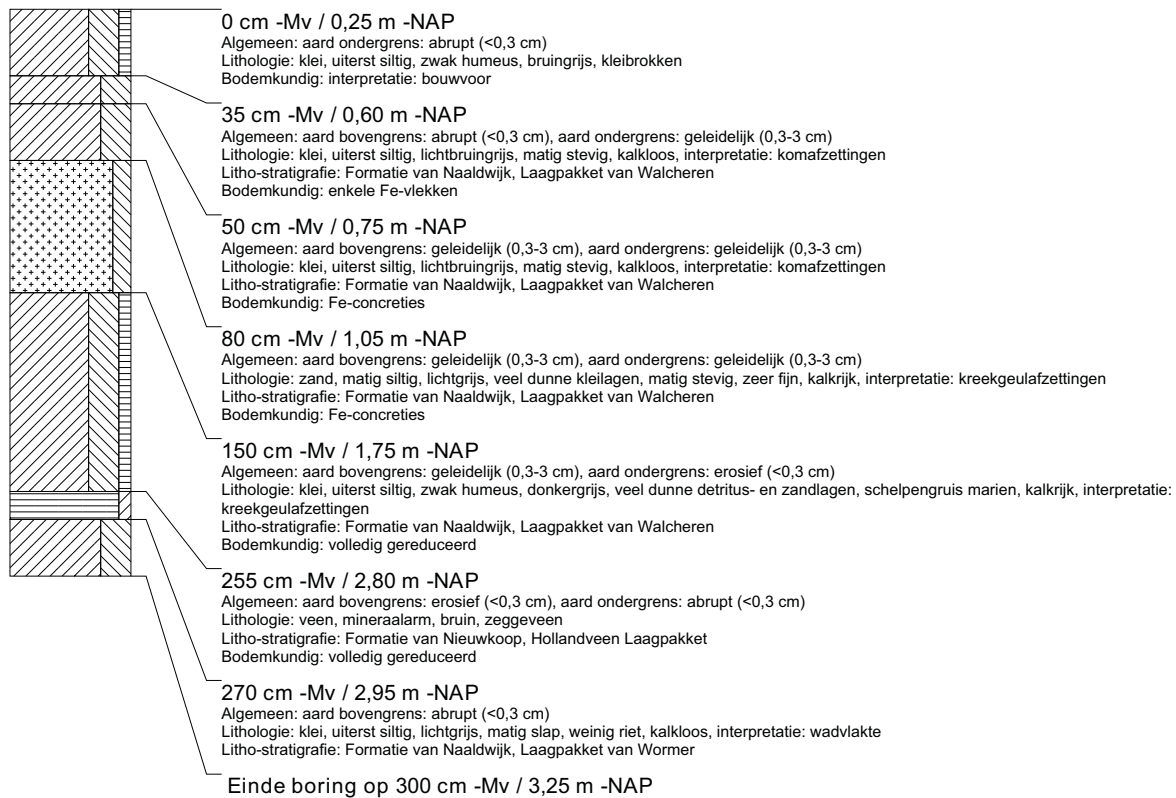 0 cm -Mv / 0,25 m -NAP
Algemeen: aard ondergrens: abrupt (<0,3 cm)
Lithologie: klei, uiterst siltig, zwak humeus, bruingrijs, kleibrokken
Bodemkundig: interpretatie: bouwvoor
35 cm -Mv / 0,60 m -NAP
Algemeen: aard bovengrens: abrupt (<0,3 cm), aard ondergrens: geleidelijk (0,3-3 cm)
Lithologie: klei, uiterst siltig, lichtbruingrijs, matig stevig, kalkloos, interpretatie: komafzettingen
Litho-stratigrafie: Formatie van Naaldwijk, Laagpakket van Walcheren
Bodemkundig: enkele Fe-vlekken
50 cm -Mv / 0,75 m -NAP
Algemeen: aard bovengrens: geleidelijk (0,3-3 cm), aard ondergrens: geleidelijk (0,3-3 cm)
Lithologie: klei, uiterst siltig, lichtbruingrijs, matig stevig, kalkloos, interpretatie: komafzettingen
Litho-stratigrafie: Formatie van Naaldwijk, Laagpakket van Walcheren
Bodemkundig: Fe-concreties
80 cm -Mv / 1,05 m -NAP
Algemeen: aard bovengrens: geleidelijk (0,3-3 cm), aard ondergrens: geleidelijk (0,3-3 cm)
Lithologie: zand, matig siltig, lichtgrijs, veel dunne kleilagen, matig stevig, zeer fijn, kalkrijk, interpretatie: kreekgeulafzettingen
Litho-stratigrafie: Formatie van Naaldwijk, Laagpakket van Walcheren
Bodemkundig: Fe-concreties
150 cm -Mv / 1,75 m -NAP
Algemeen: aard bovengrens: geleidelijk (0,3-3 cm), aard ondergrens: erosief (<0,3 cm)
Lithologie: klei, uiterst siltig, zwak humeus, donkergrijs, veel dunne detritus- en zandlagen, schelpengruis marien, kalkrijk, interpretatie:
kreekgeulafzettingen
Litho-stratigrafie: Formatie van Naaldwijk, Laagpakket van Walcheren
Bodemkundig: volledig gereduceerd
255 cm -Mv / 2,80 m -NAP
Algemeen: aard bovengrens: erosief (<0,3 cm), aard ondergrens: abrupt (<0,3 cm)
Lithologie: veen, mineraalarm, bruin, zeggeveen
Litho-stratigrafie: Formatie van Nieuwkoop, Hollandveen Laagpakket
Bodemkundig: volledig gereduceerd
270 cm -Mv / 2,95 m -NAP
Algemeen: aard bovengrens: abrupt (<0,3 cm)
Lithologie: klei, uiterst siltig, lichtgrijs, matig slap, weinig riet, kalkloos, interpretatie: wadvlakte
Litho-stratigrafie: Formatie van Naaldwijk, Laagpakket van Wormer
Einde boring op 300 cm -Mv / 3,25 m -NAP